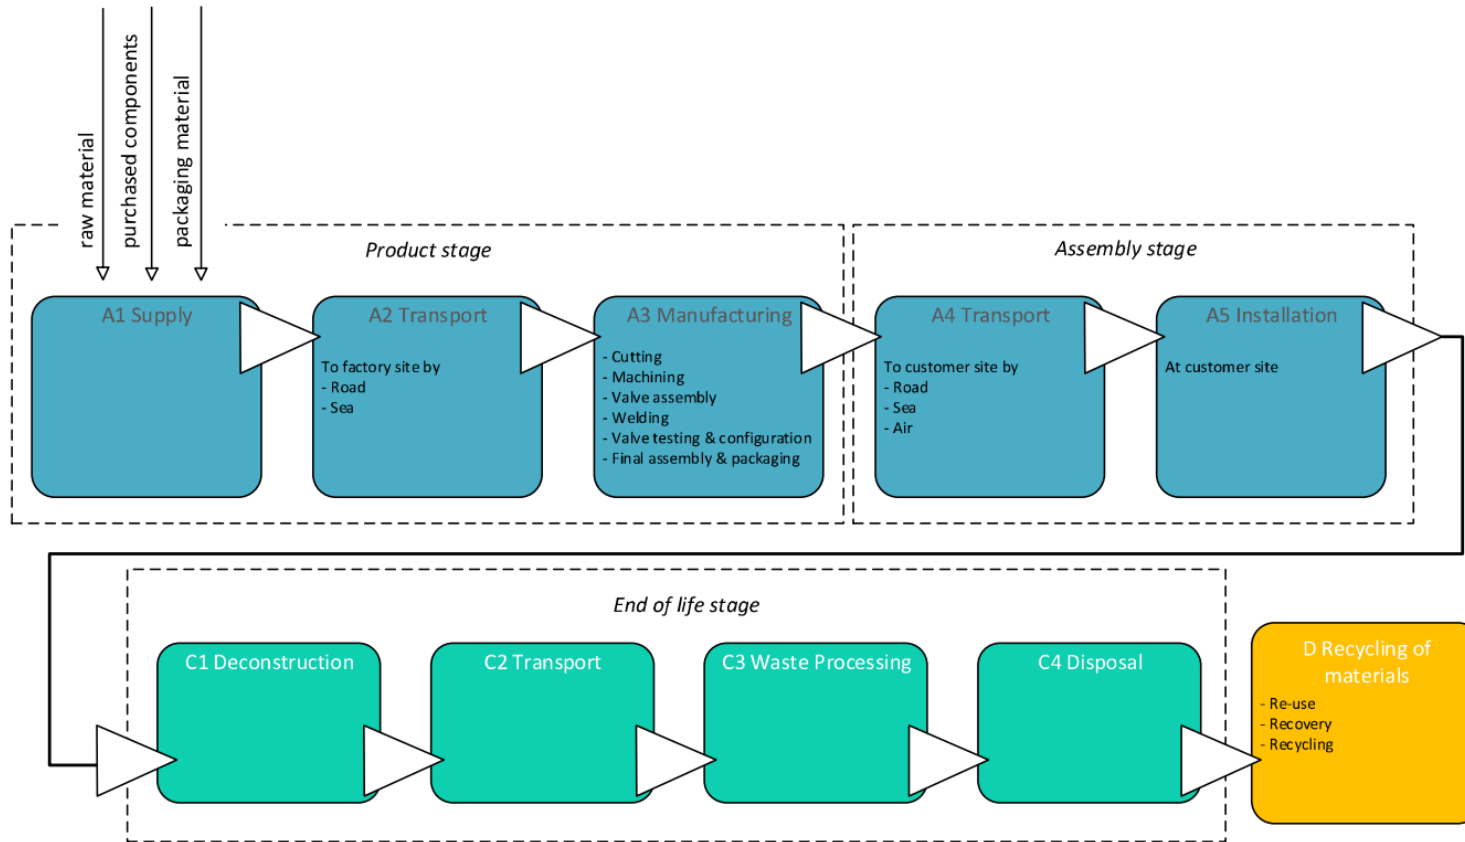 raw material
purchased components
packaging material
Product stage
Assembly stage
A1 Supply
A2 Transport
To factory site by
- Road
- Sea
A3 Manufacturing
- Cutting
- Machining
- Valve assembly
- Welding
- Valve testing & configuration
- Final assembly & packaging
A4 Transport
To customer site by
- Road
- Sea
- Air
A5 Installation
At customer site
End of life stage
C1 Deconstruction
C2 Transport
C3 Waste Processing
C4 Disposal
D Recycling of
materials
- Re-use
- Recovery
- Recycling